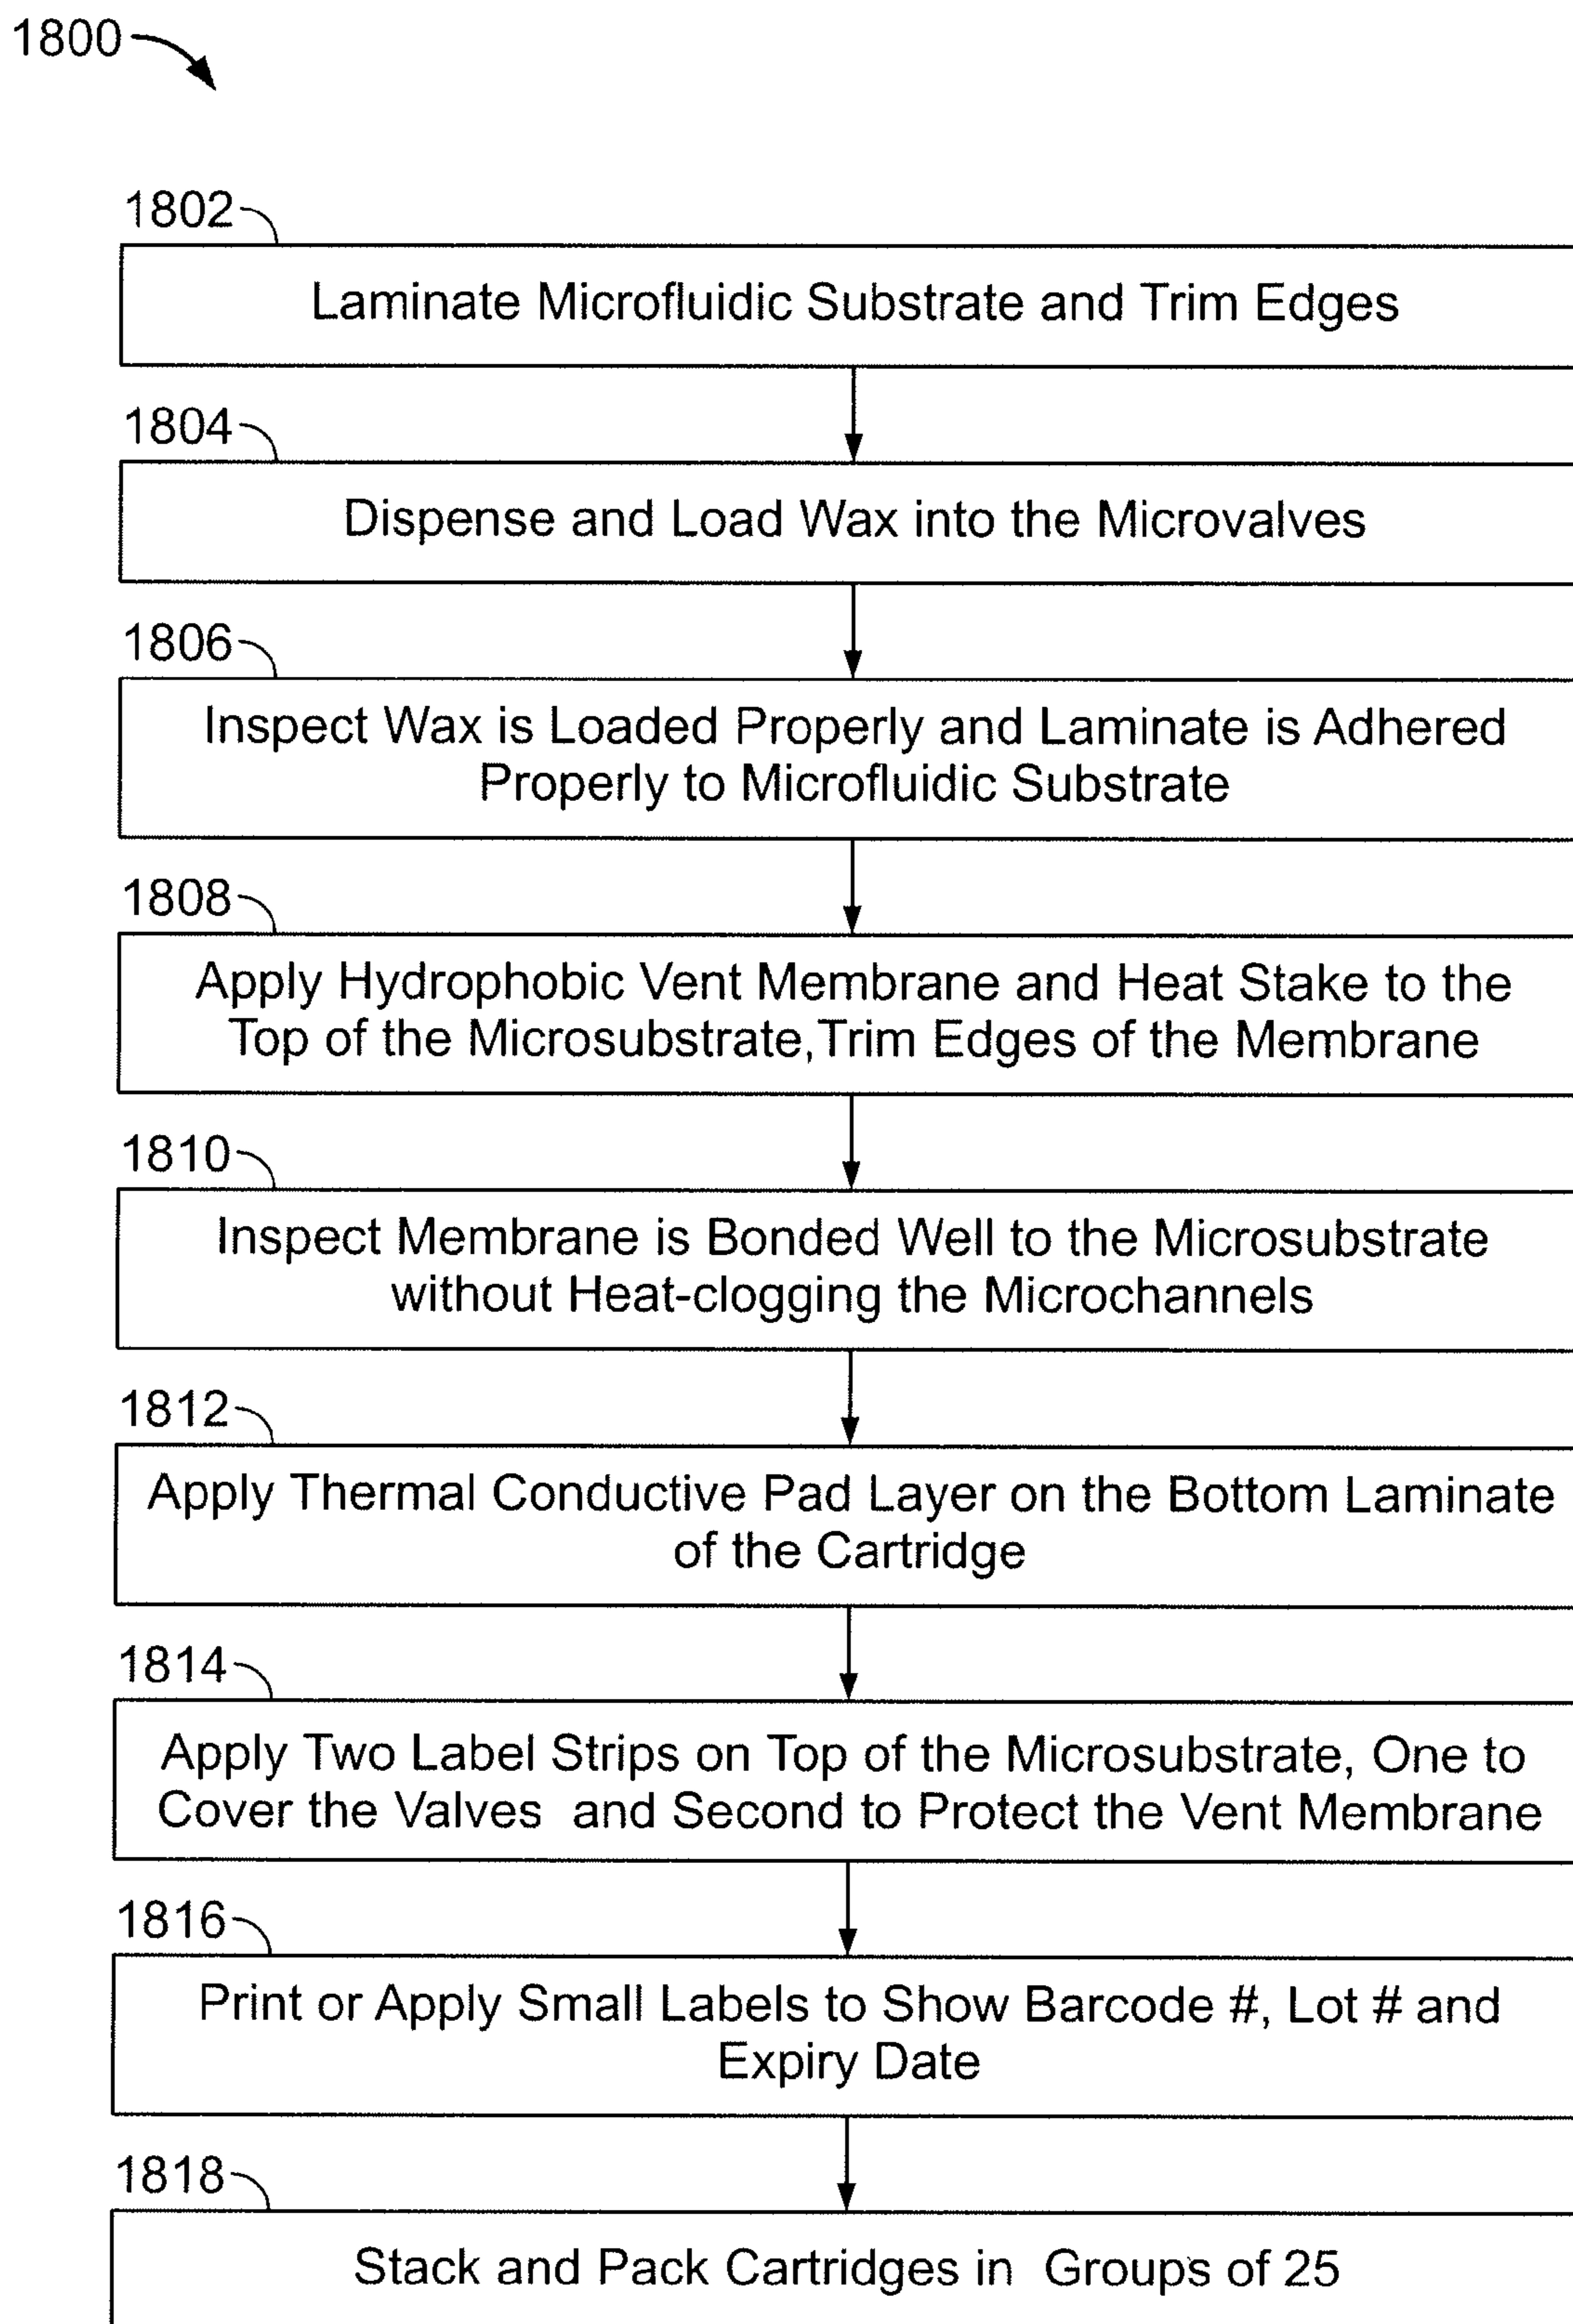 1800
1802
Laminate Microfluidic Substrate and Trim Edges
1804
Dispense and Load Wax into the Microvalves
1806
Inspect Wax is Loaded Properly and Laminate is Adhered
Properly to Microfluidic Substrate
1808
Apply Hydrophobic Vent Membrane and Heat Stake to the
Top of the Microsubstrate,Trim Edges of the Membrane
1810
Inspect Membrane is Bonded Well to the Microsubstrate
without Heat-clogging the Microchannels
1812
Apply Thermal Conductive Pad Layer on the Bottom Laminate
of the Cartridge
1814
Apply Two Label Strips on Top of the Microsubstrate, One to
Cover the Valves and Second to Protect the Vent Membrane
1816
Print or Apply Small Labels to Show Barcode #, Lot # and
Expiry Date
1818
Stack and Pack Cartridges in Groups of 25